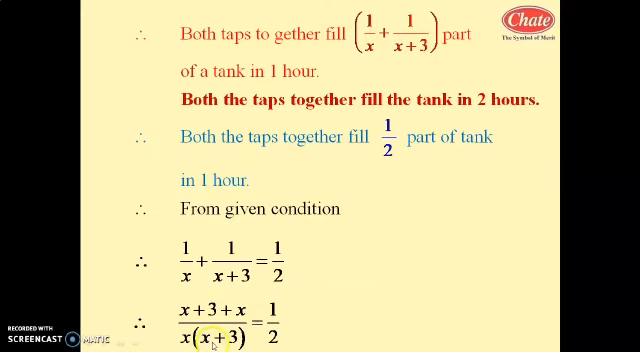 Chate
The Symbol of Merit
∴ Both taps to gether fill (1/x + 1/(x+3)) part
of a tank in 1 hour.
Both the taps together fill the tank in 2 hours.
∴ Both the taps together fill 1/2 part of tank
in 1 hour.
∴ From given condition
∴ 1/x + 1/(x+3) = 1/2
∴ (x+3+x)/(x(x+3)) = 1/2
RECORDED WITH
SCREENCAST MATIC